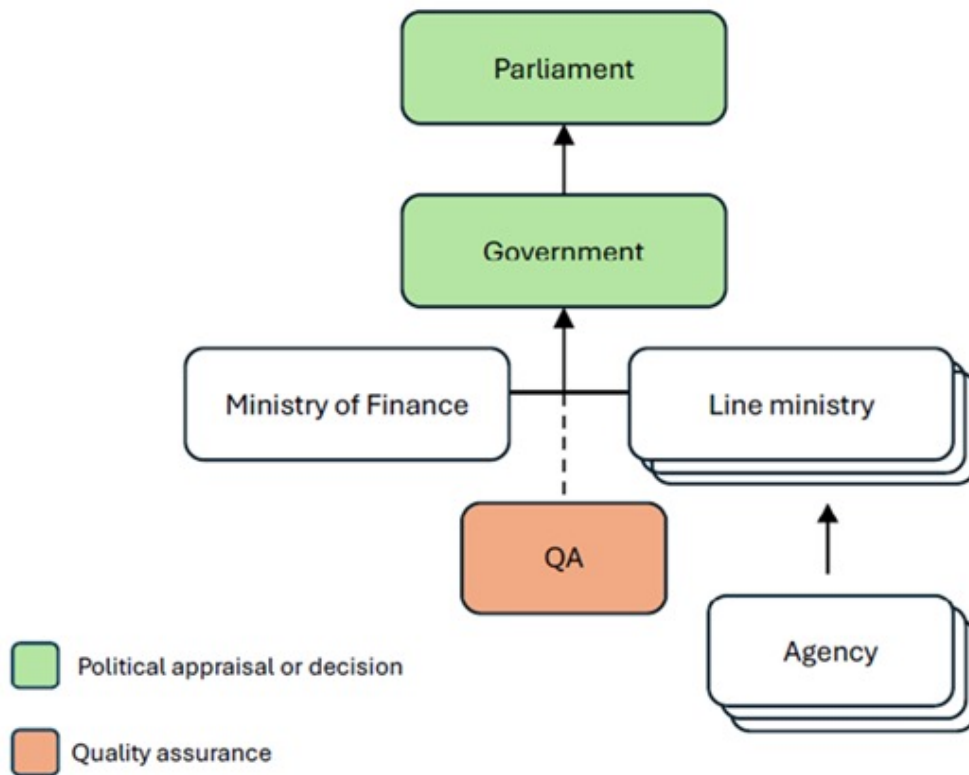 Parliament
Government
Ministry of Finance
Line ministry
QA
Agency
Political appraisal or decision
Quality assurance